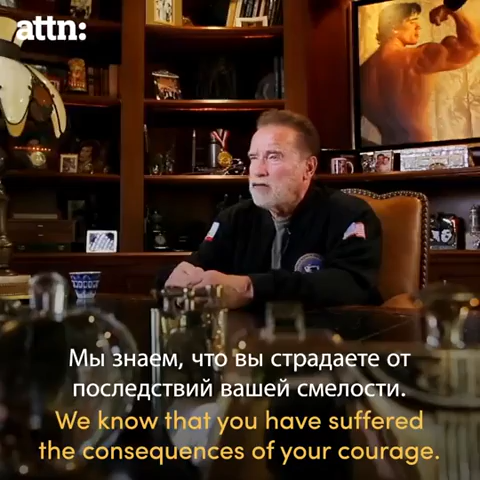 attn:
Мы знаем, что вы страдаете от
последствий вашей смелости.
We know that you have suffered
the consequences of your courage.